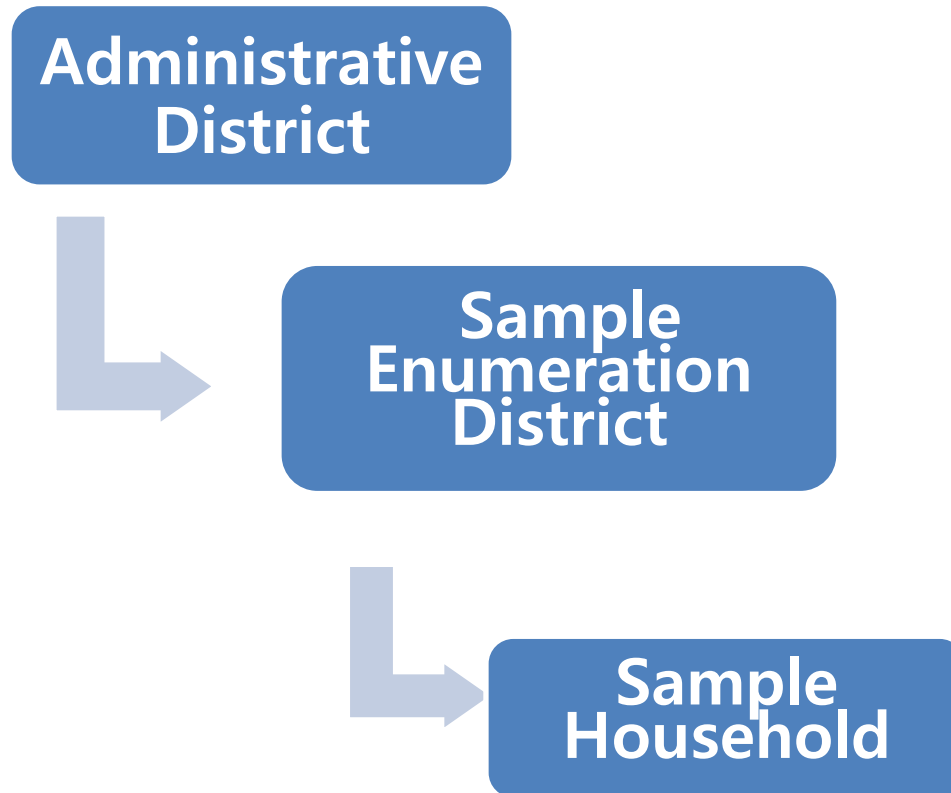 Administrative
District
Sample
Enumeration
District
Sample
Household